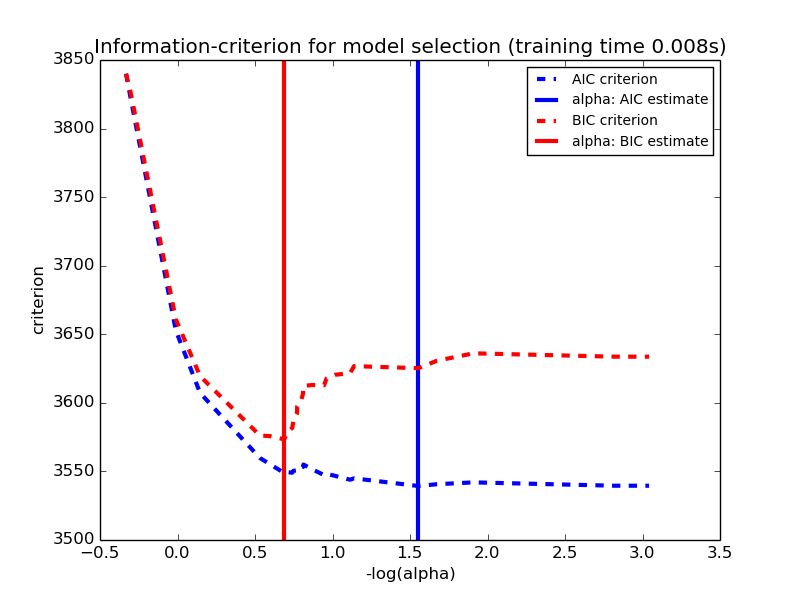 Information-criterion for model selection (training time 0.008s)
3850
3800
3750
3700
3650
3600
3550
3500
criterion
AIC criterion
alpha: AIC estimate
BIC criterion
alpha: BIC estimate
−0.5 0.0 0.5 1.0 1.5 2.0 2.5 3.0 3.5
-log(alpha)